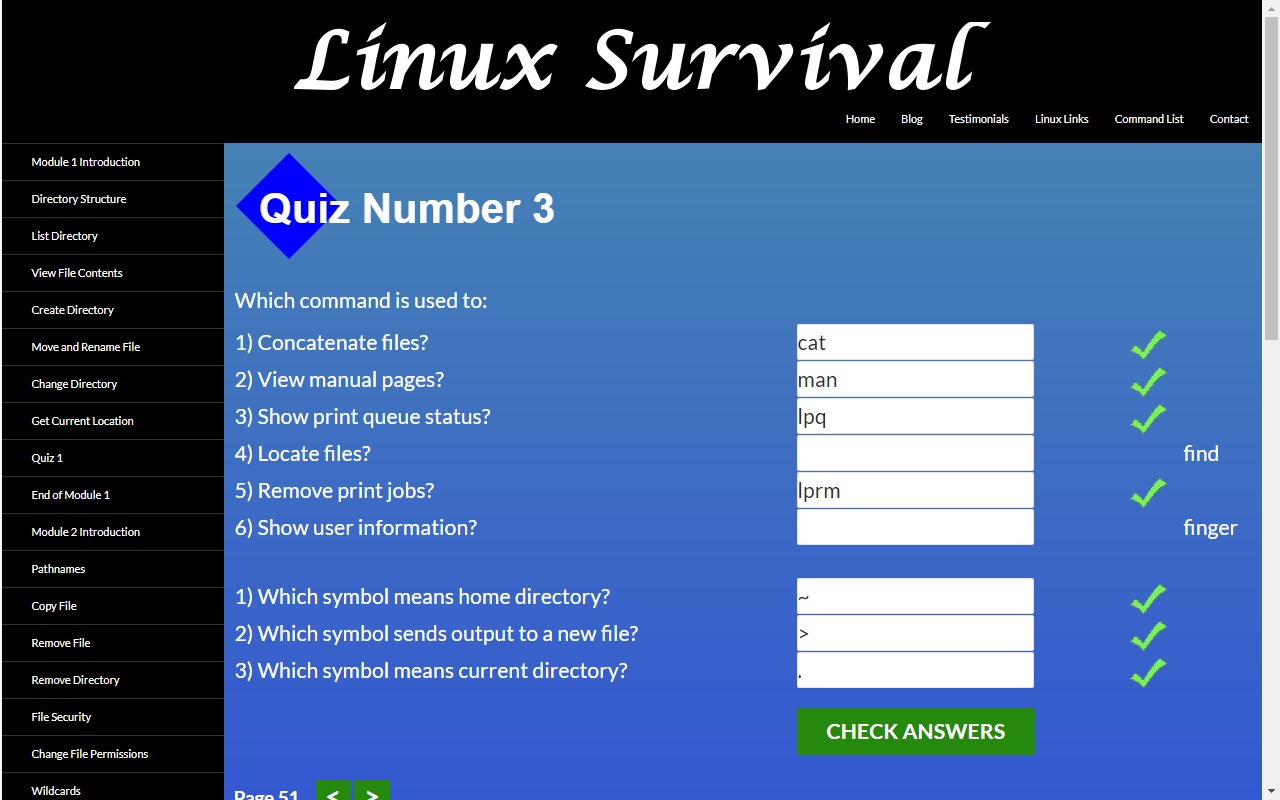 Linux Survival
Home Blog Testimonials Linux Links Command List Contact
Module 1 Introduction
Directory Structure
List Directory
View File Contents
Create Directory
Move and Rename File
Change Directory
Get Current Location
Quiz 1
End of Module 1
Module 2 Introduction
Pathnames
Copy File
Remove File
Remove Directory
File Security
Change File Permissions
Wildcards
Quiz Number 3
Which command is used to:
1) Concatenate files? cat
2) View manual pages? man
3) Show print queue status? lpq
4) Locate files? find
5) Remove print jobs? lprm
6) Show user information? finger
1) Which symbol means home directory? ~
2) Which symbol sends output to a new file? >
3) Which symbol means current directory? .
CHECK ANSWERS
Page 51 < >